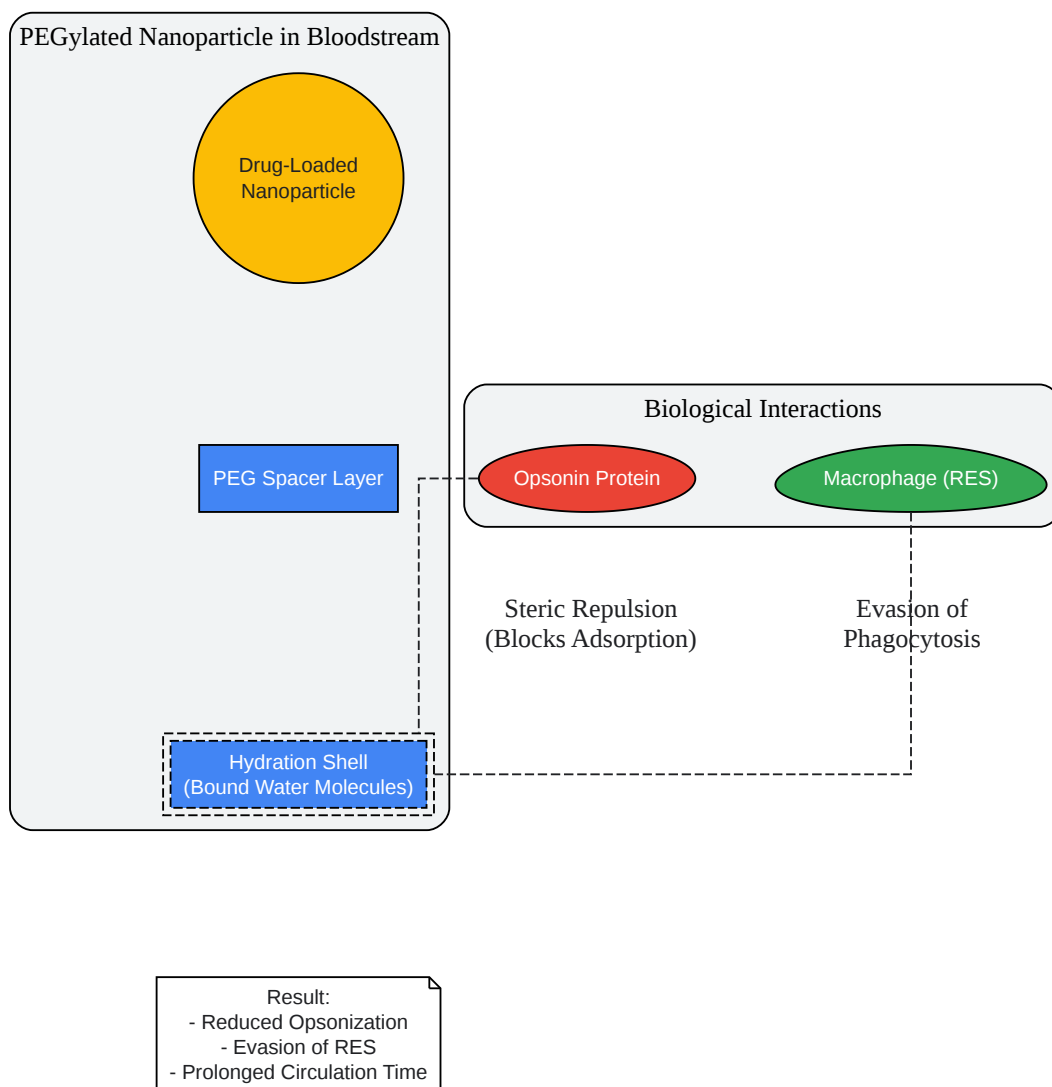 PEGylated Nanoparticle in Bloodstream
Drug-Loaded
Nanoparticle
PEG Spacer Layer
Hydration Shell
(Bound Water Molecules)
Biological Interactions
Opsonin Protein
Macrophage (RES)
Steric Repulsion
(Blocks Adsorption)
Evasion of
Phagocytosis
Result:
- Reduced Opsonization
- Evasion of RES
- Prolonged Circulation Time